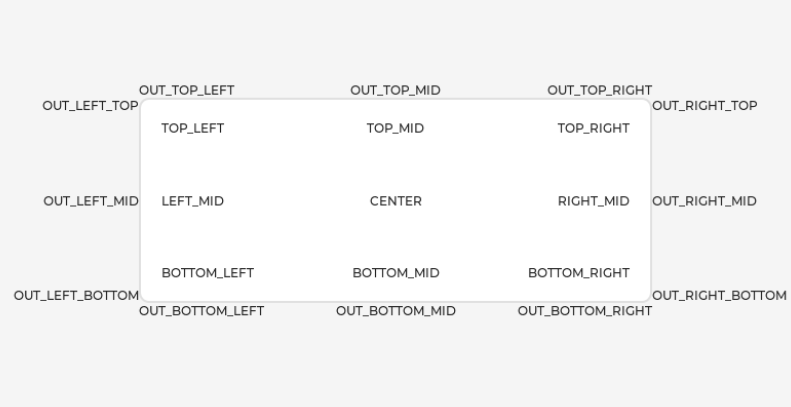 OUT_TOP_LEFT OUT_TOP_MID OUT_TOP_RIGHT
OUT_LEFT_TOP OUT_RIGHT_TOP
TOP_LEFT TOP_MID TOP_RIGHT
OUT_LEFT_MID LEFT_MID CENTER RIGHT_MID OUT_RIGHT_MID
BOTTOM_LEFT BOTTOM_MID BOTTOM_RIGHT
OUT_LEFT_BOTTOM OUT_RIGHT_BOTTOM
OUT_BOTTOM_LEFT OUT_BOTTOM_MID OUT_BOTTOM_RIGHT